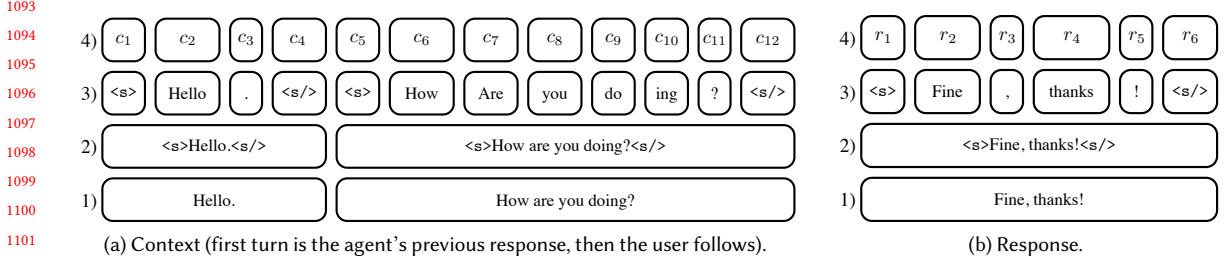 1093
1094 4) c1 c2 c3 c4 c5 c6 c7 c8 c9 c10 c11 c12 4) r1 r2 r3 r4 r5 r6
1095
1096 3) <s> Hello . <s/> <s> How Are you do ing ? <s/> 3) <s> Fine , thanks ! <s/>
1097
1098 2) <s>Hello.<s/> <s>How are you doing?<s/> 2) <s>Fine, thanks!<s/>
1099
1100 1) Hello. How are you doing? 1) Fine, thanks!
1101 (a) Context (first turn is the agent's previous response, then the user follows). (b) Response.